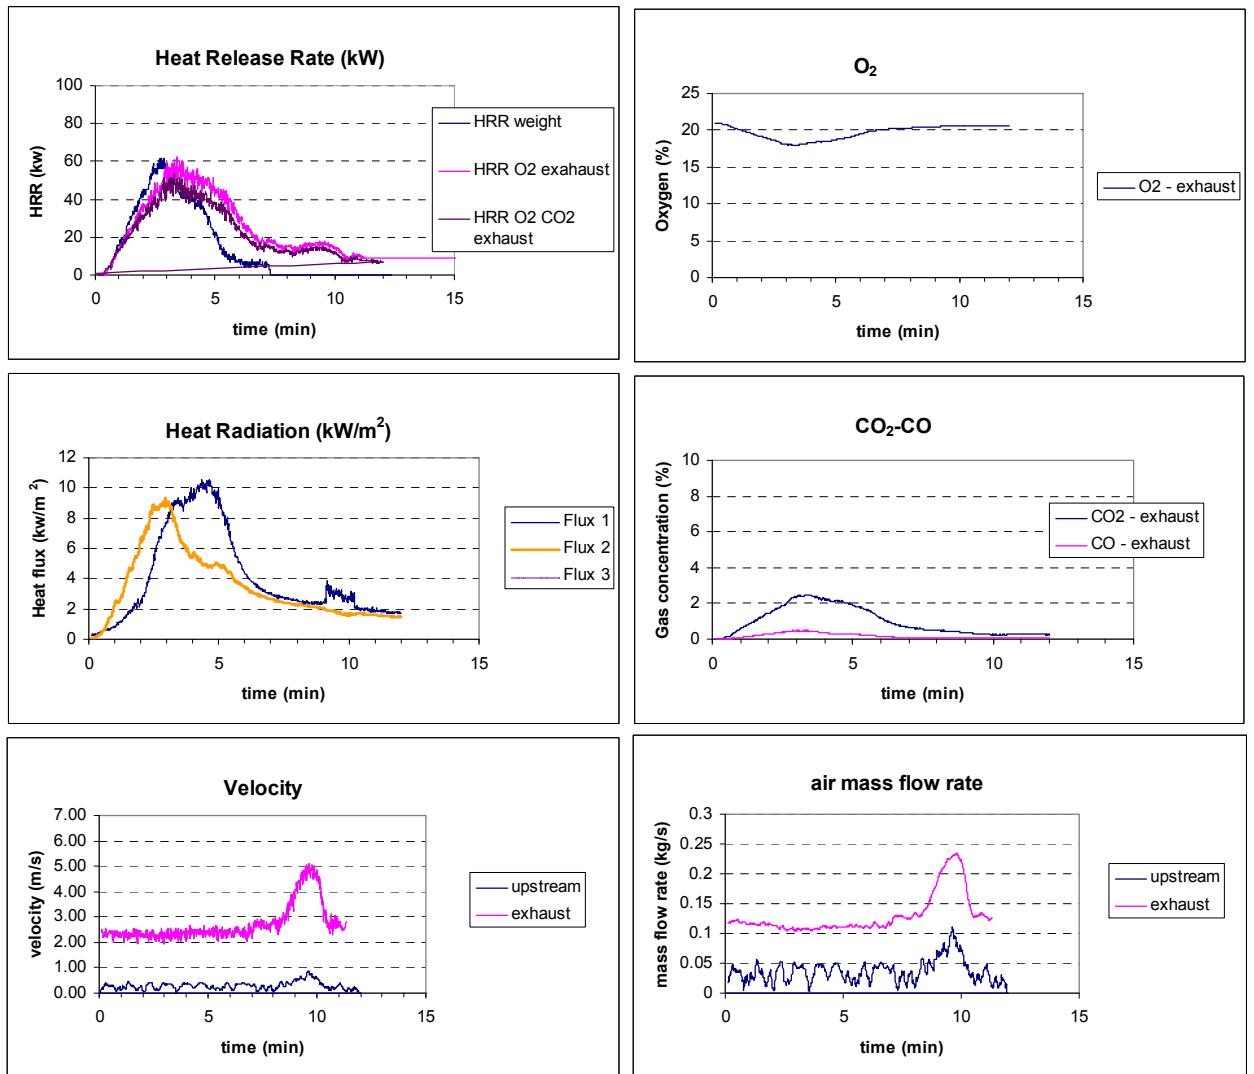 Heat Release Rate (kW)
100
80
60
40
20
0
HRR (kw)
0 5 10 15
time (min)
HRR weight
HRR O2 exahaust
HRR O2 CO2
exhaust
O2
25
20
15
10
5
0
Oxygen (%)
0 5 10 15
time (min)
O2 - exhaust
Heat Radiation (kW/m2)
12
10
8
6
4
2
0
Heat flux (kw/m2)
0 5 10 15
time (min)
Flux 1
Flux 2
Flux 3
CO2-CO
10
8
6
4
2
0
Gas concentration (%)
0 5 10 15
time (min)
CO2 - exhaust
CO - exhaust
Velocity
7.00
6.00
5.00
4.00
3.00
2.00
1.00
0.00
velocity (m/s)
0 5 10 15
time (min)
upstream
exhaust
air mass flow rate
0.3
0.25
0.2
0.15
0.1
0.05
0
mass flow rate (kg/s)
0 5 10 15
time (min)
upstream
exhaust